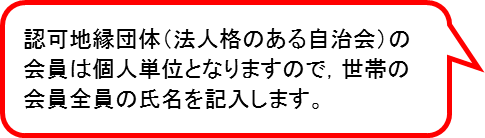 認可地縁団体（法人格のある自治会）の
会員は個人単位となりますので，世帯の
会員全員の氏名を記入します。